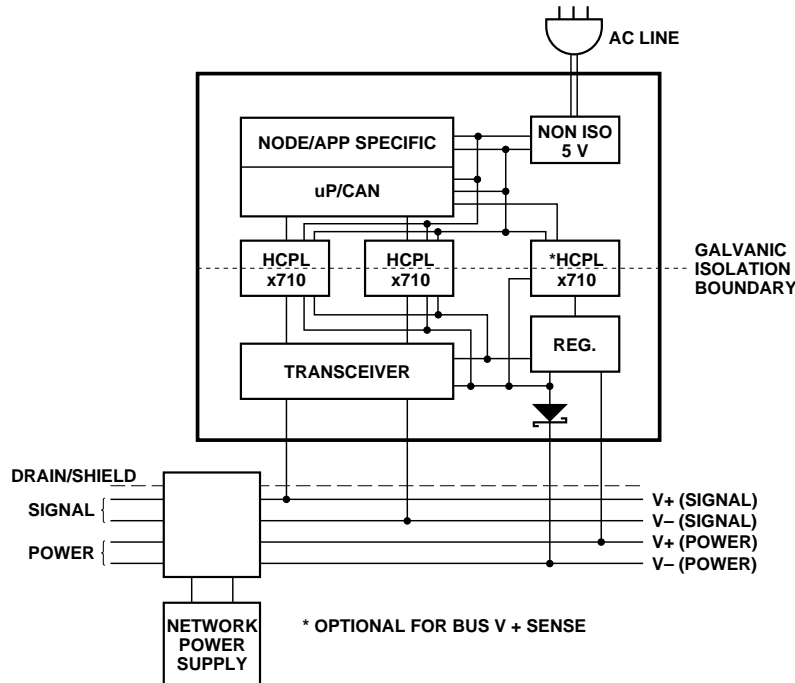 AC LINE
NODE/APP SPECIFIC
uP/CAN
NON ISO
5 V
HCPL
x710
HCPL
x710
*HCPL
x710
GALVANIC
ISOLATION
BOUNDARY
TRANSCEIVER
REG.
DRAIN/SHIELD
SIGNAL
POWER
V+ (SIGNAL)
V– (SIGNAL)
V+ (POWER)
V– (POWER)
NETWORK
POWER
SUPPLY
* OPTIONAL FOR BUS V + SENSE